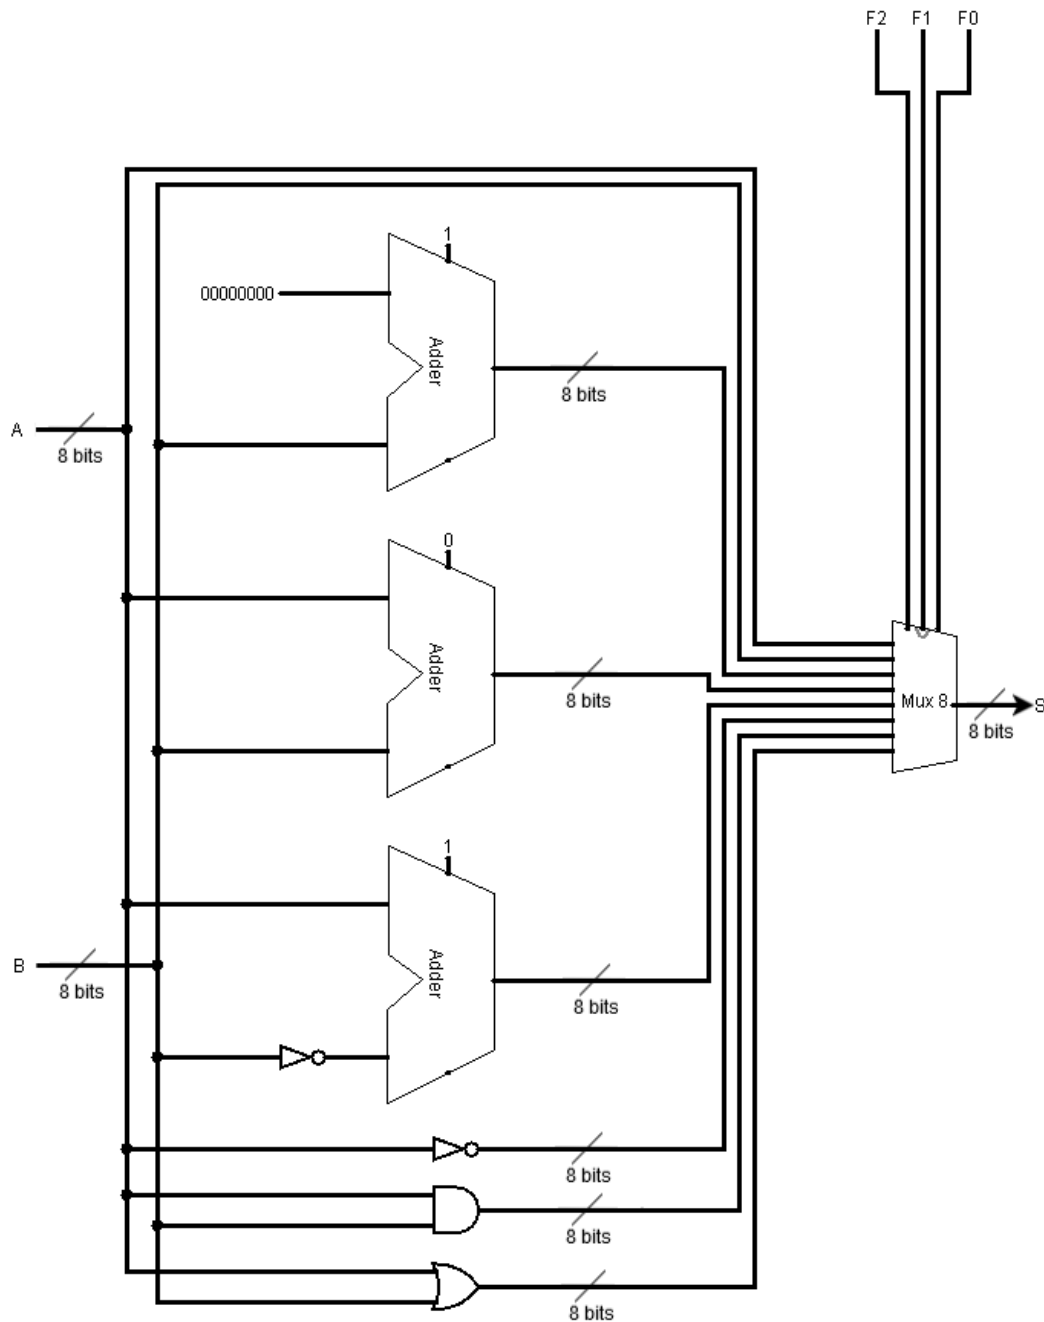 F2 F1 F0
1
00000000
Adder
8 bits
A
8 bits
0
Adder
8 bits
Mux 8
S
8 bits
1
B
8 bits
Adder
8 bits
8 bits
8 bits
8 bits